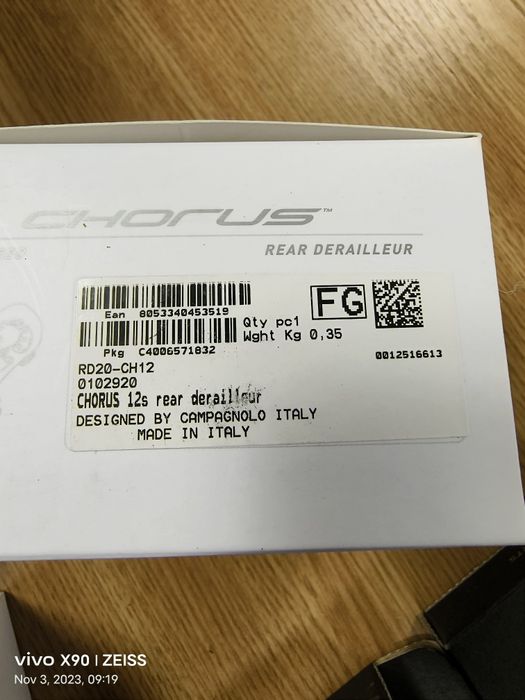 CHORUS™
REAR DERAILLEUR
Ean 8053340453519
FG
Qty pc1
Wght Kg 0,35
Pkg C4006571832
0012516613
RD20-CH12
0102920
CHORUS 12s rear derailleur
DESIGNED BY CAMPAGNOLO ITALY
MADE IN ITALY
vivo X90 | ZEISS
Nov 3, 2023, 09:19